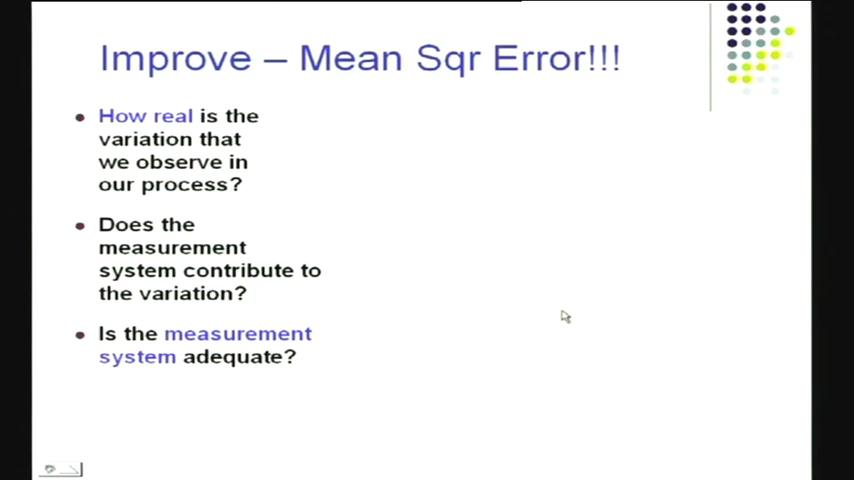 Improve – Mean Sqr Error!!!
How real is the
variation that
we observe in
our process?
Does the
measurement
system contribute to
the variation?
Is the measurement
system adequate?